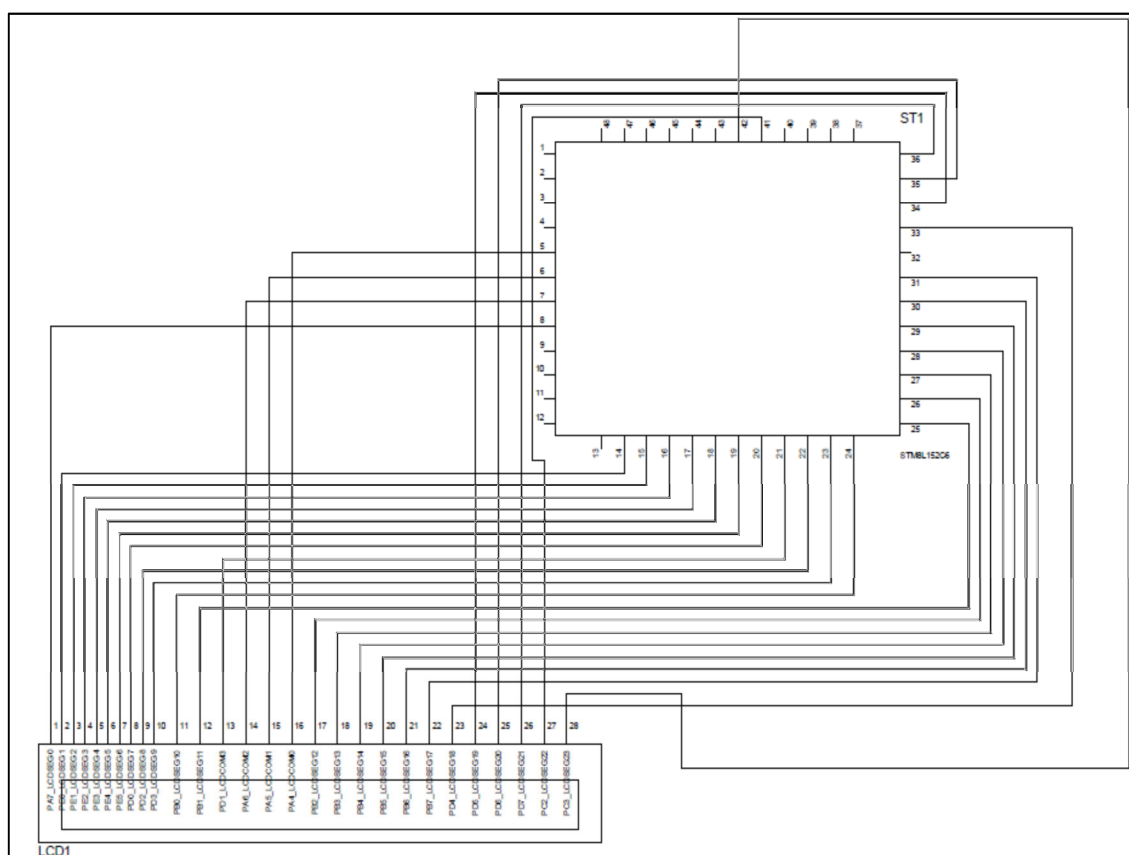 48 47 46 45 44 43 42 41 40 39 38 37
ST1
1
2
3
4
5
6
7
8
9
10
11
12
36
35
34
33
32
31
30
29
28
27
26
25
13 14 15 16 17 18 19 20 21 22 23 24
STM8L152C6
1 2 3 4 5 6 7 8 9 10 11 12 13 14 15 16 17 18 19 20 21 22 23 24 25 26 27 28
PA7_LCDSEG0
PE0_LCDSEG1
PE1_LCDSEG2
PE2_LCDSEG3
PE3_LCDSEG4
PE4_LCDSEG5
PE5_LCDSEG6
PD0_LCDSEG7
PD2_LCDSEG8
PD3_LCDSEG9
PB0_LCDSEG10
PB1_LCDSEG11
PD1_LCDCOM3
PA6_LCDCOM2
PA5_LCDCOM1
PA4_LCDCOM0
PB2_LCDSEG12
PB3_LCDSEG13
PB4_LCDSEG14
PB5_LCDSEG15
PB6_LCDSEG16
PB7_LCDSEG17
PD4_LCDSEG18
PD5_LCDSEG19
PD6_LCDSEG20
PD7_LCDSEG21
PC2_LCDSEG22
PC3_LCDSEG23
LCD1